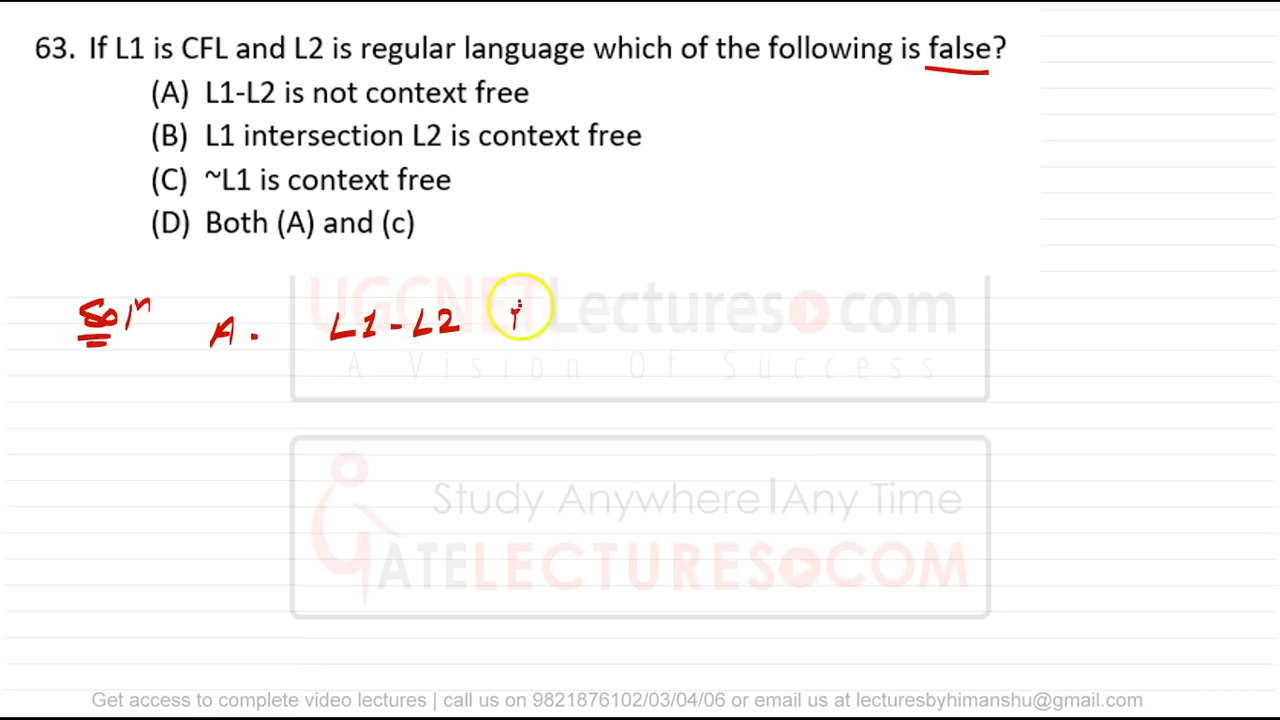 63. If L1 is CFL and L2 is regular language which of the following is false?
(A) L1-L2 is not context free
(B) L1 intersection L2 is context free
(C) ~L1 is context free
(D) Both (A) and (c)
UGCNETLectures.com
Soln A. L1-L2
A Vision Of Success
Study Anywhere|Any Time
GATELECTURES.COM
Get access to complete video lectures | call us on 9821876102/03/04/06 or email us at lecturesbyhimanshu@gmail.com